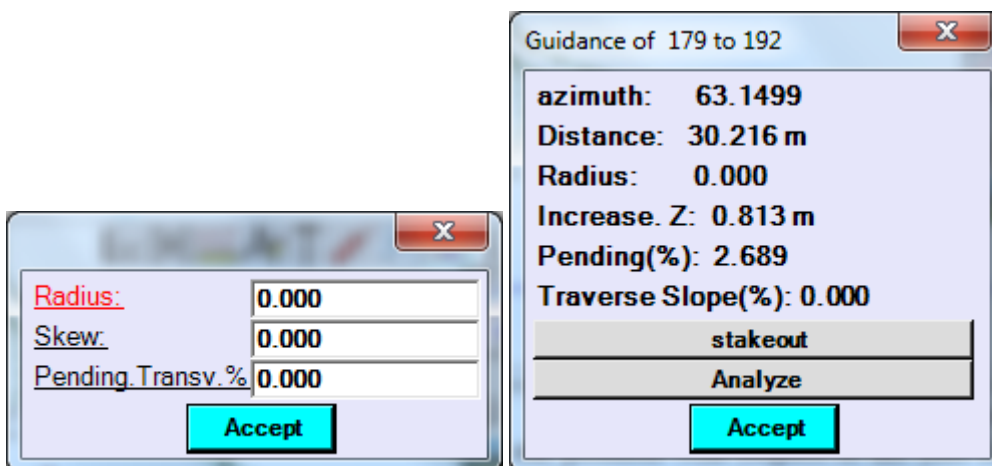 Radius: 0.000
Skew: 0.000
Pending.Transv.% 0.000
Accept
Guidance of 179 to 192
azimuth: 63.1499
Distance: 30.216 m
Radius: 0.000
Increase. Z: 0.813 m
Pending(%): 2.689
Traverse Slope(%): 0.000
stakeout
Analyze
Accept